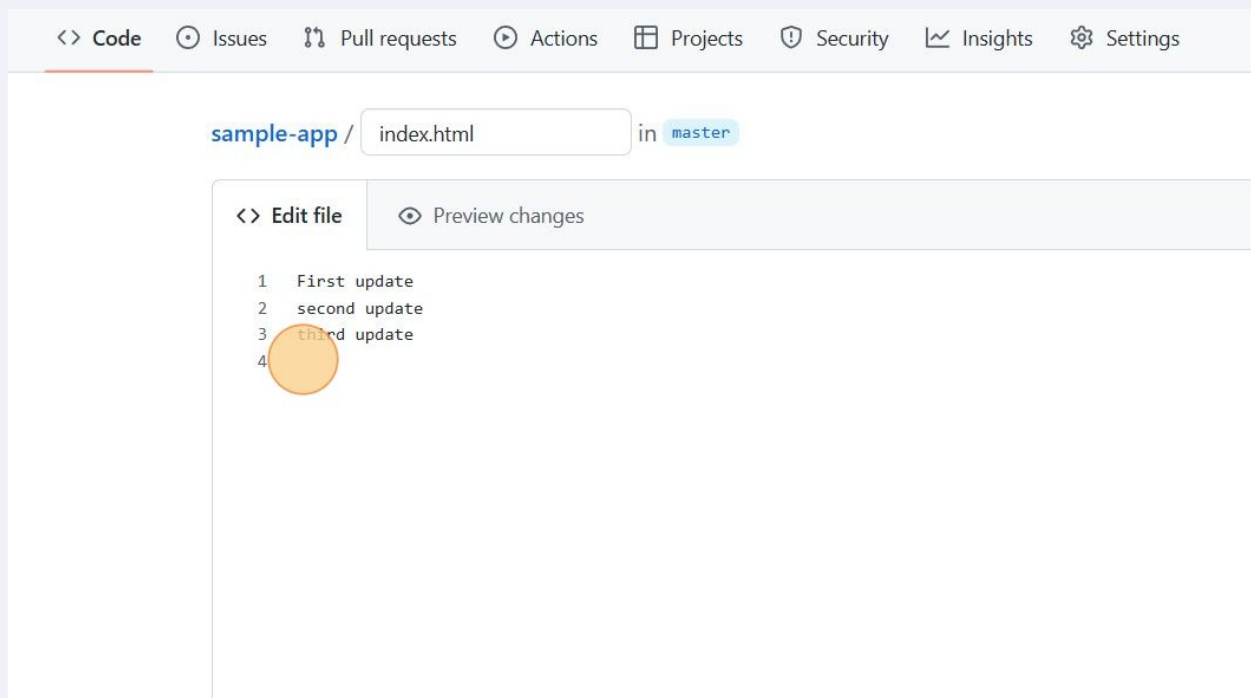 Code Issues Pull requests Actions Projects Security Insights Settings
sample-app / index.html in master
Edit file Preview changes
1 First update
2 second update
3 third update
4